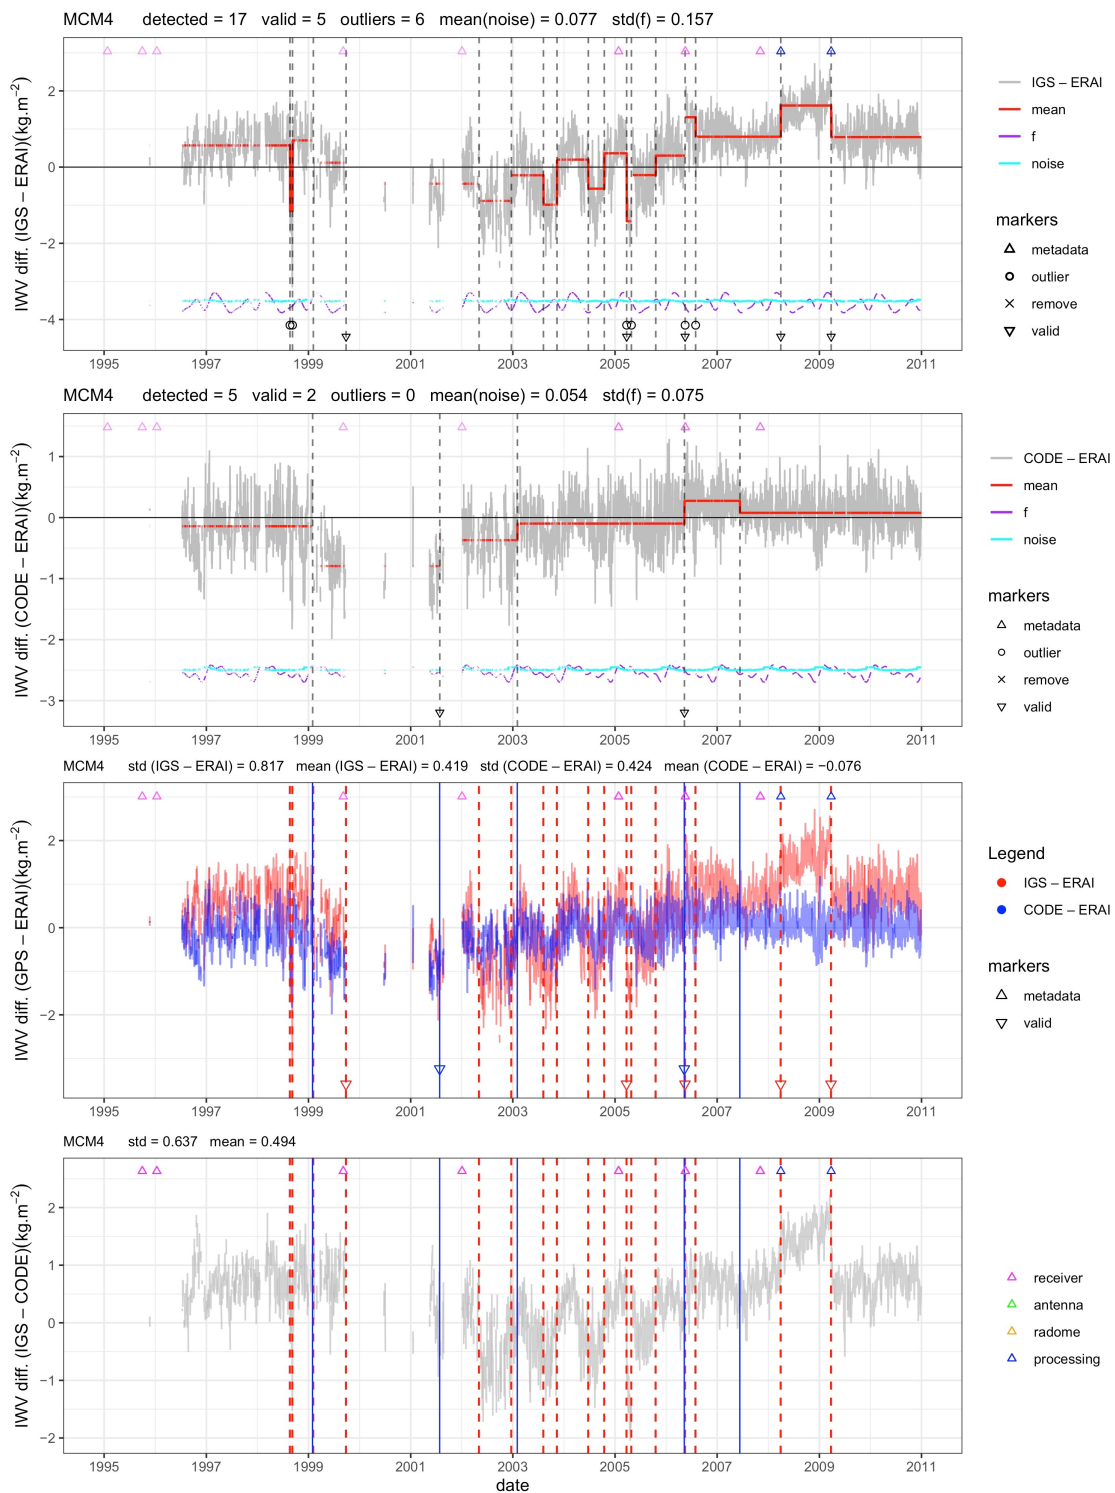 MCM4 detected = 17 valid = 5 outliers = 6 mean(noise) = 0.077 std(f) = 0.157
IWV diff. (IGS – ERAI)(kg.m⁻²)
2
0
−2
−4
1995 1997 1999 2001 2003 2005 2007 2009 2011
IGS – ERAI
mean
f
noise
markers
metadata
outlier
remove
valid
MCM4 detected = 5 valid = 2 outliers = 0 mean(noise) = 0.054 std(f) = 0.075
IWV diff. (CODE – ERAI)(kg.m⁻²)
1
0
−1
−2
−3
1995 1997 1999 2001 2003 2005 2007 2009 2011
CODE – ERAI
mean
f
noise
markers
metadata
outlier
remove
valid
MCM4 std (IGS – ERAI) = 0.817 mean (IGS – ERAI) = 0.419 std (CODE – ERAI) = 0.424 mean (CODE – ERAI) = −0.076
IWV diff. (GPS – ERAI)(kg.m⁻²)
2
0
−2
1995 1997 1999 2001 2003 2005 2007 2009 2011
Legend
IGS – ERAI
CODE – ERAI
markers
metadata
valid
MCM4 std = 0.637 mean = 0.494
IWV diff. (IGS – CODE)(kg.m⁻²)
2
1
0
−1
−2
1995 1997 1999 2001 2003 2005 2007 2009 2011
date
receiver
antenna
radome
processing